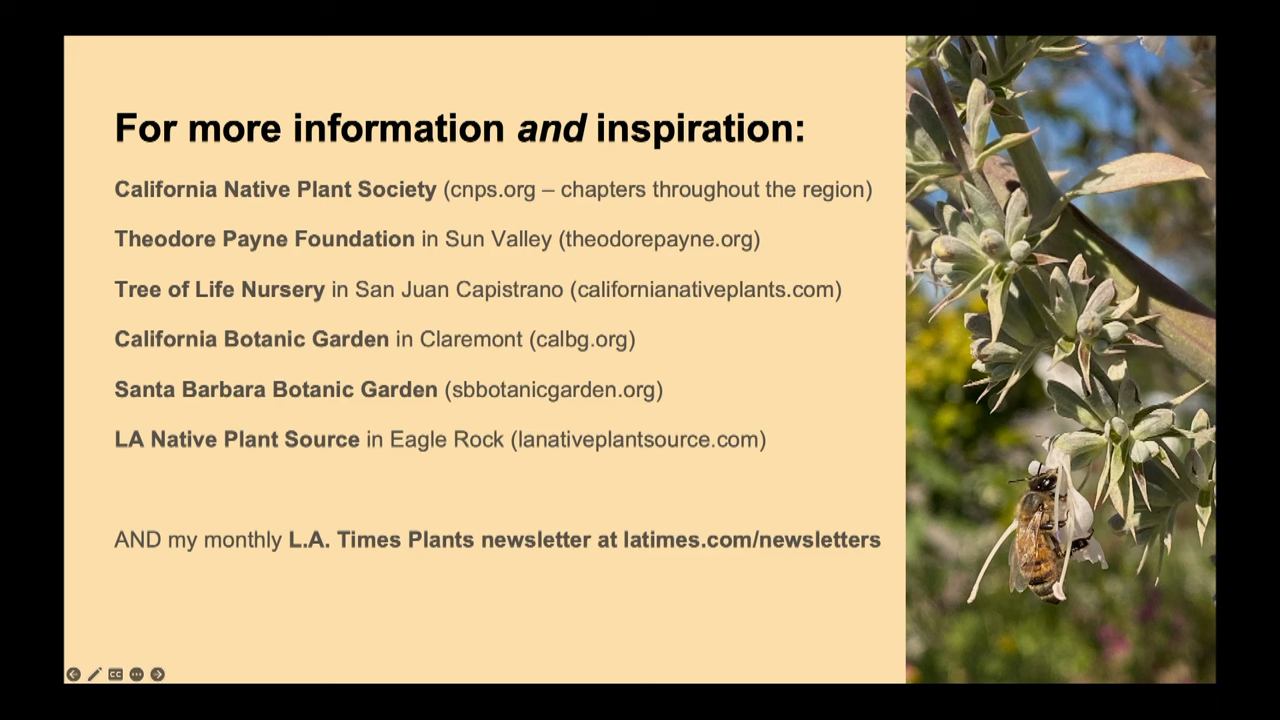 For more information and inspiration:
California Native Plant Society (cnps.org – chapters throughout the region)
Theodore Payne Foundation in Sun Valley (theodorepayne.org)
Tree of Life Nursery in San Juan Capistrano (californianativeplants.com)
California Botanic Garden in Claremont (calbg.org)
Santa Barbara Botanic Garden (sbbotanicgarden.org)
LA Native Plant Source in Eagle Rock (lanativeplantsource.com)
AND my monthly L.A. Times Plants newsletter at latimes.com/newsletters
CC